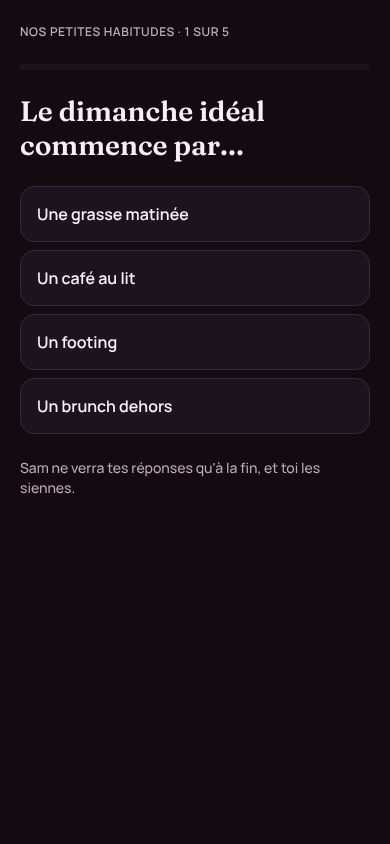 NOS PETITES HABITUDES · 1 SUR 5
Le dimanche idéal
commence par...
Une grasse matinée
Un café au lit
Un footing
Un brunch dehors
Sam ne verra tes réponses qu'à la fin, et toi les
siennes.